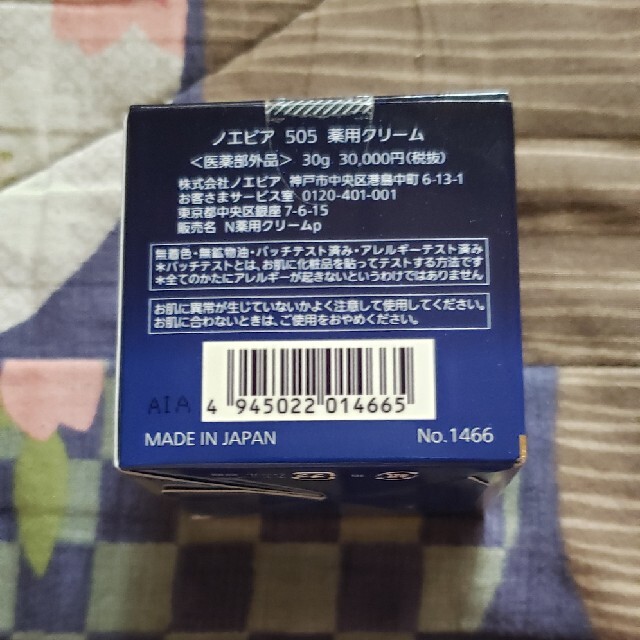 ノエビア 505 薬用クリーム
<医薬部外品> 30g 30,000円(税抜)
株式会社ノエビア 神戸市中央区港島中町6-13-1
お客さまサービス室 0120-401-001
東京都中央区銀座7-6-15
販売名 N薬用クリームp
無着色・無鉱物油・パッチテスト済み・アレルギーテスト済み
*パッチテストとは、お肌に化粧品を貼ってテストする方法です
*全てのかたにアレルギーが起きないというわけではありません
お肌に異常が生じていないかよく注意して使用してください。
お肌に合わないときは、ご使用をおやめください。
AIA
4 945022 014665
MADE IN JAPAN No.1466